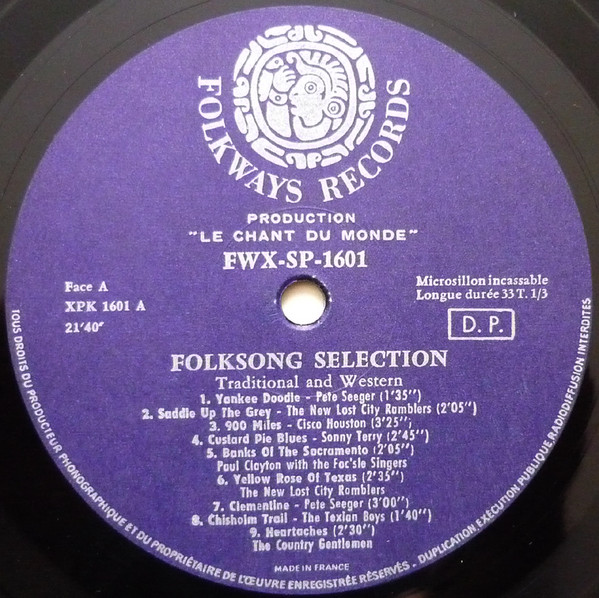 FOLKWAYS RECORDS
PRODUCTION
"LE CHANT DU MONDE"
FWX-SP-1601
Face A
XPK 1601 A
21'40"
Microsillon incassable
Longue durée 33 T. 1/3
D. P.
FOLKSONG SELECTION
Traditional and Western
1. Yankee Doodle - Pete Seeger (1'35")
2. Saddle Up The Grey - The New Lost City Ramblers (2'05")
3. 900 Miles - Cisco Houston (3'25";
4. Custard Pie Blues - Sonny Terry (2'45")
5. Banks Of The Sacramento (2'05")
Paul Clayton with the Foc'sle Singers
6. Yellow Rose Of Texas (2'35")
The New Lost City Ramblers
7. Clementine - Pete Seeger (3'00")
8. Chisholm Trail - The Texian Boys (1'40")
9. Heartaches (2'30")
The Country Gentlemen
MADE IN FRANCE
TOUS DROITS DU PRODUCTEUR PHONOGRAPHIQUE ET DU PROPRIÉTAIRE DE L'ŒUVRE ENREGISTRÉE RÉSERVÉS. DUPLICATION EXÉCUTION PUBLIQUE RADIODIFFUSION INTERDITES